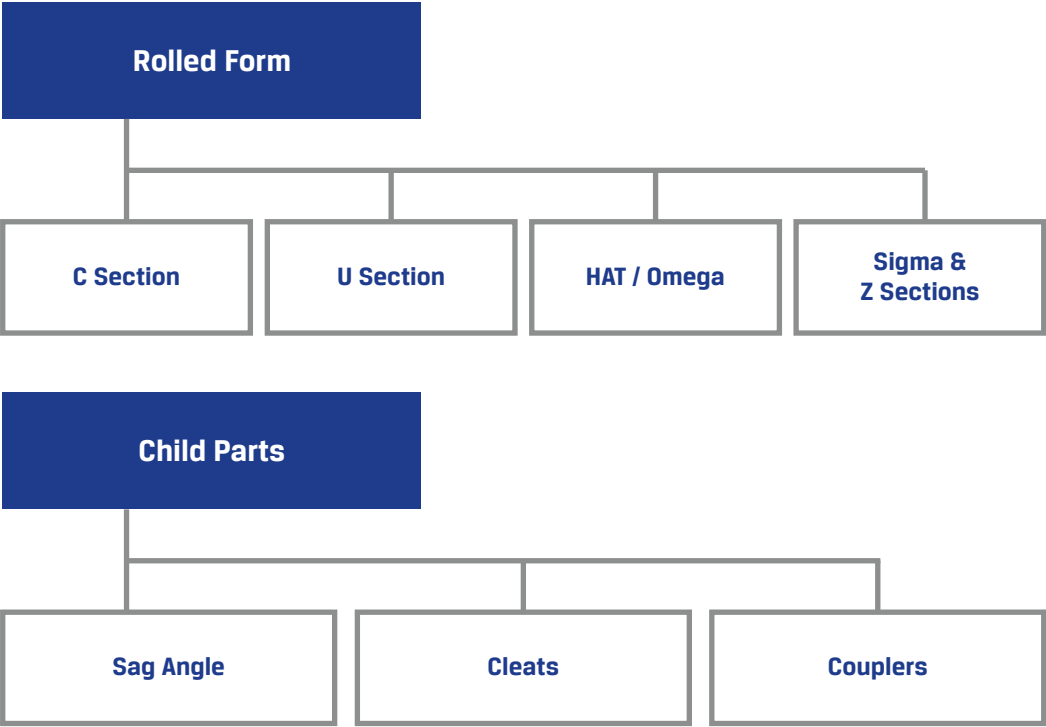 Rolled Form
C Section
U Section
HAT / Omega
Sigma &
Z Sections
Child Parts
Sag Angle
Cleats
Couplers